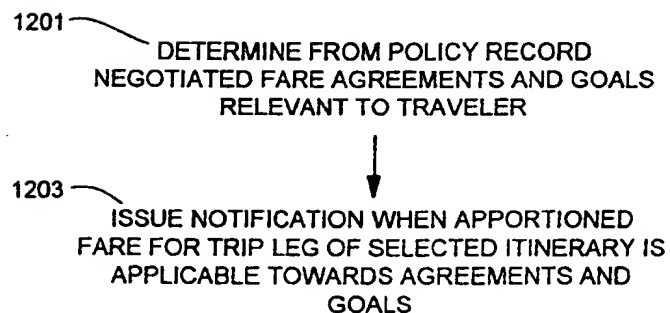 1201
DETERMINE FROM POLICY RECORD
NEGOTIATED FARE AGREEMENTS AND GOALS
RELEVANT TO TRAVELER
1203
ISSUE NOTIFICATION WHEN APPORTIONED
FARE FOR TRIP LEG OF SELECTED ITINERARY IS
APPLICABLE TOWARDS AGREEMENTS AND
GOALS